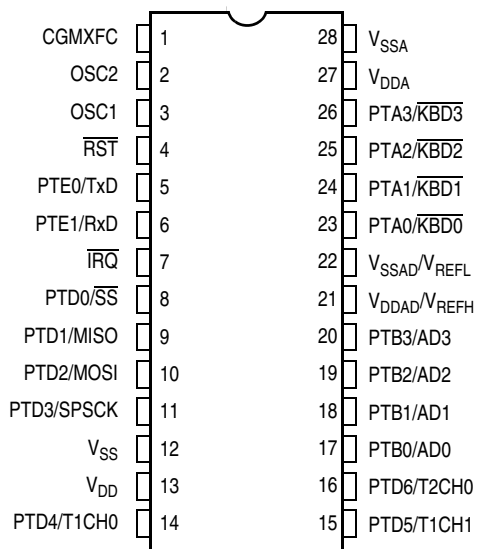 CGMXFC 1 28 VSSA
OSC2 2 27 VDDA
OSC1 3 26 PTA3/KBD3
RST 4 25 PTA2/KBD2
PTE0/TxD 5 24 PTA1/KBD1
PTE1/RxD 6 23 PTA0/KBD0
IRQ 7 22 VSSAD/VREFL
PTD0/SS 8 21 VDDAD/VREFH
PTD1/MISO 9 20 PTB3/AD3
PTD2/MOSI 10 19 PTB2/AD2
PTD3/SPSCK 11 18 PTB1/AD1
VSS 12 17 PTB0/AD0
VDD 13 16 PTD6/T2CH0
PTD4/T1CH0 14 15 PTD5/T1CH1